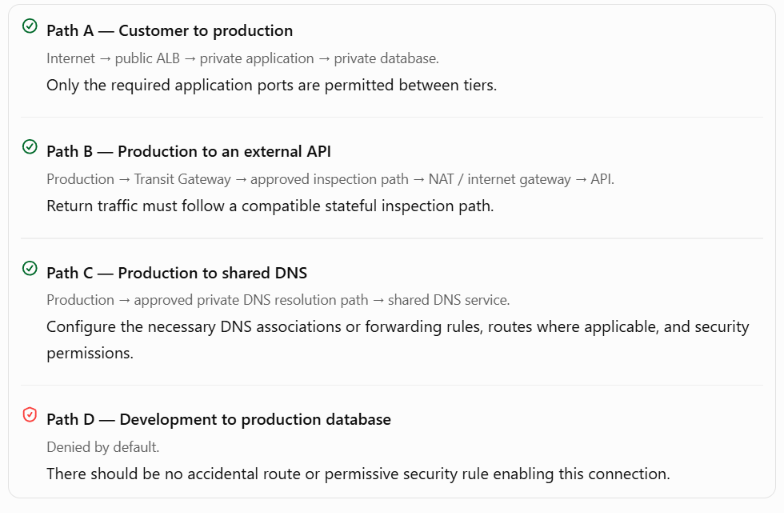 Path A — Customer to production
Internet → public ALB → private application → private database.
Only the required application ports are permitted between tiers.
Path B — Production to an external API
Production → Transit Gateway → approved inspection path → NAT / internet gateway → API.
Return traffic must follow a compatible stateful inspection path.
Path C — Production to shared DNS
Production → approved private DNS resolution path → shared DNS service.
Configure the necessary DNS associations or forwarding rules, routes where applicable, and security
permissions.
Path D — Development to production database
Denied by default.
There should be no accidental route or permissive security rule enabling this connection.